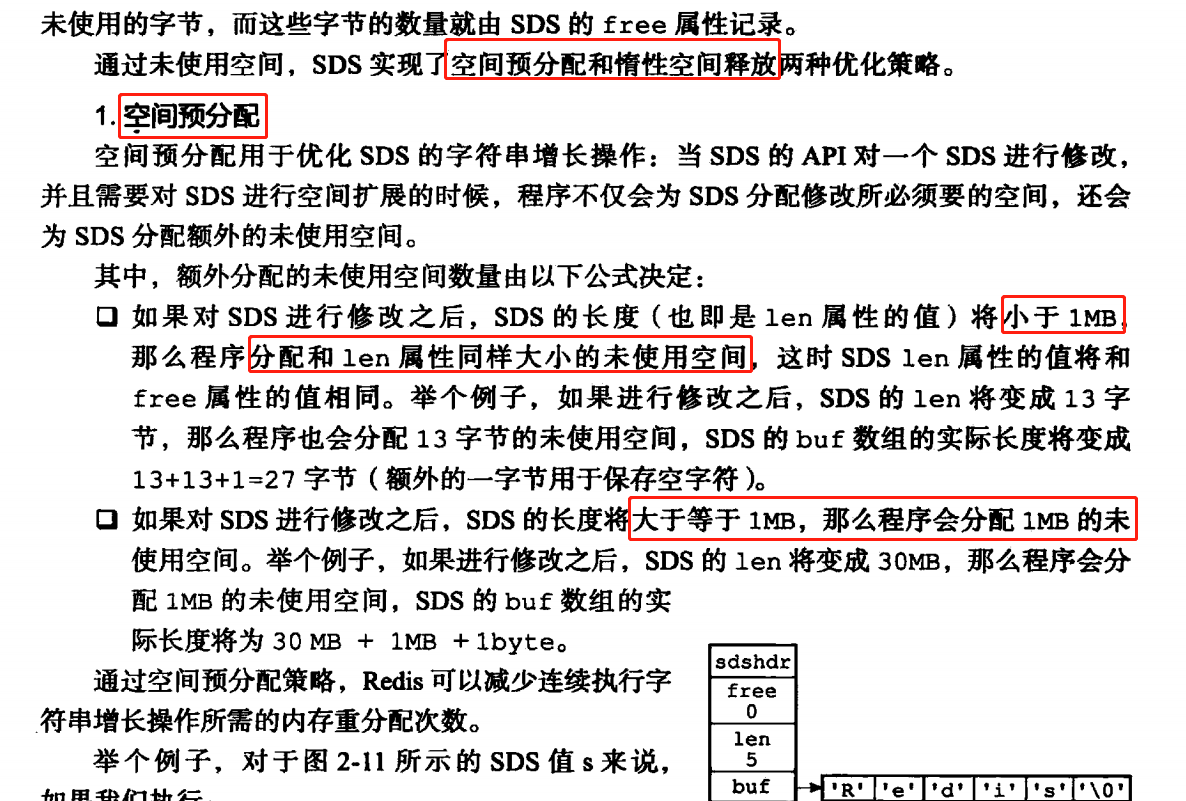 未使用的字节，而这些字节的数量就由 SDS 的 free 属性记录。
通过未使用空间，SDS 实现了空间预分配和惰性空间释放两种优化策略。
1. 空间预分配
空间预分配用于优化 SDS 的字符串增长操作：当 SDS 的 API 对一个 SDS 进行修改，
并且需要对 SDS 进行空间扩展的时候，程序不仅会为 SDS 分配修改所必须要的空间，还会
为 SDS 分配额外的未使用空间。
其中，额外分配的未使用空间数量由以下公式决定：
❑ 如果对 SDS 进行修改之后，SDS 的长度（也即是 len 属性的值）将小于 1MB，
那么程序分配和 len 属性同样大小的未使用空间，这时 SDS len 属性的值将和
free 属性的值相同。举个例子，如果进行修改之后，SDS 的 len 将变成 13 字
节，那么程序也会分配 13 字节的未使用空间，SDS 的 buf 数组的实际长度将变成
13+13+1=27 字节（额外的一字节用于保存空字符）。
❑ 如果对 SDS 进行修改之后，SDS 的长度将大于等于 1MB，那么程序会分配 1MB 的未
使用空间。举个例子，如果进行修改之后，SDS 的 len 将变成 30MB，那么程序会分
配 1MB 的未使用空间，SDS 的 buf 数组的实
际长度将为 30 MB + 1MB +1byte。
通过空间预分配策略，Redis 可以减少连续执行字
符串增长操作所需的内存重分配次数。
举个例子，对于图 2-11 所示的 SDS 值 s 来说，
如果我们执行：
sdshdr
free
0
len
5
buf
'R' 'e' 'd' 'i' 's' '\0'